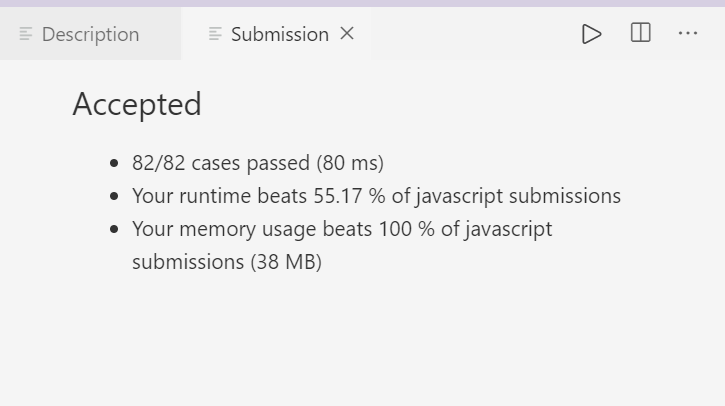 Description
Submission
Accepted
82/82 cases passed (80 ms)
Your runtime beats 55.17 % of javascript submissions
Your memory usage beats 100 % of javascript
submissions (38 MB)